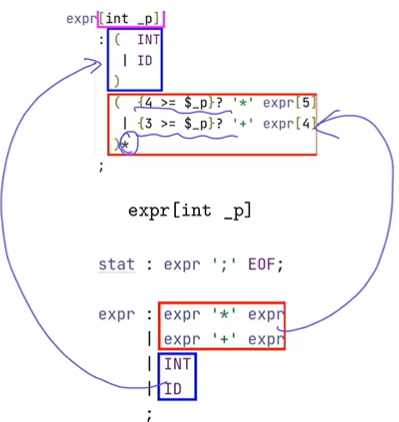 expr[int _p]
: ( INT
| ID
)
( {4 >= $_p}? '*' expr[5]
| {3 >= $_p}? '+' expr[4]
)*
;
expr[int _p]
stat : expr ';' EOF;
expr : expr '*' expr
| expr '+' expr
| INT
| ID
;